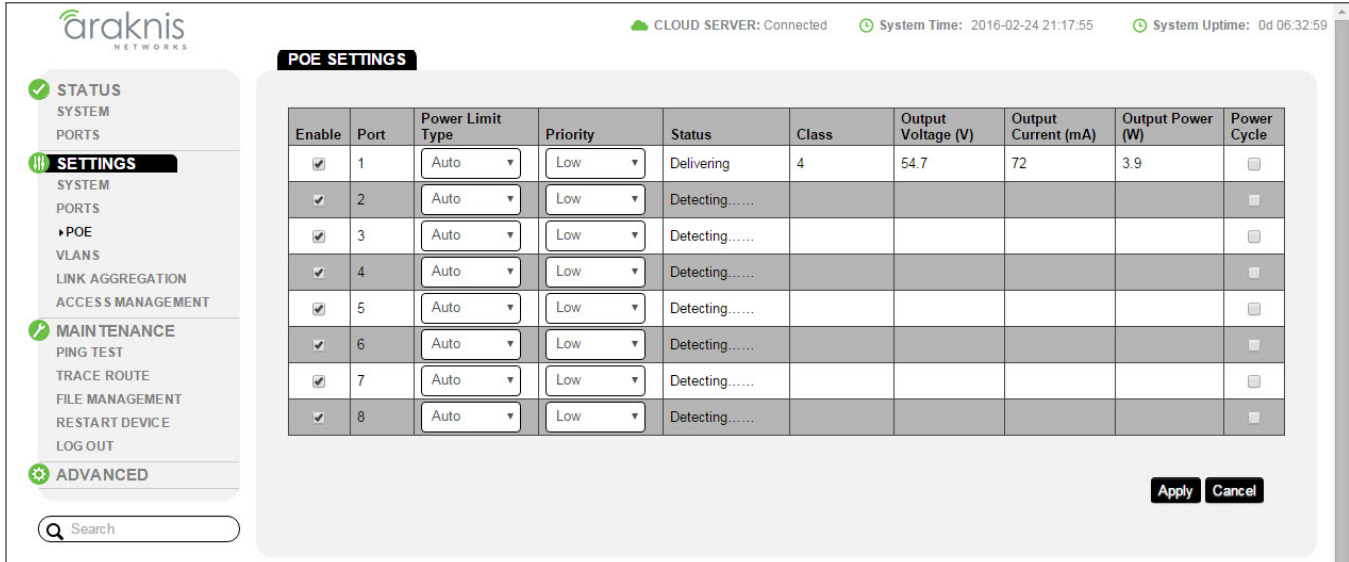 araknis
NETWORKS
CLOUD SERVER: Connected
System Time: 2016-02-24 21:17:55
System Uptime: 0d 06:32:59
STATUS
SYSTEM
PORTS
SETTINGS
SYSTEM
PORTS
POE
VLANS
LINK AGGREGATION
ACCESS MANAGEMENT
MAINTENANCE
PING TEST
TRACE ROUTE
FILE MANAGEMENT
RESTART DEVICE
LOG OUT
ADVANCED
Search
POE SETTINGS
Enable Port Power Limit Type Priority Status Class Output Voltage (V) Output Current (mA) Output Power (W) Power Cycle
1 Auto Low Delivering 4 54.7 72 3.9
2 Auto Low Detecting......
3 Auto Low Detecting......
4 Auto Low Detecting......
5 Auto Low Detecting......
6 Auto Low Detecting......
7 Auto Low Detecting......
8 Auto Low Detecting......
Apply Cancel